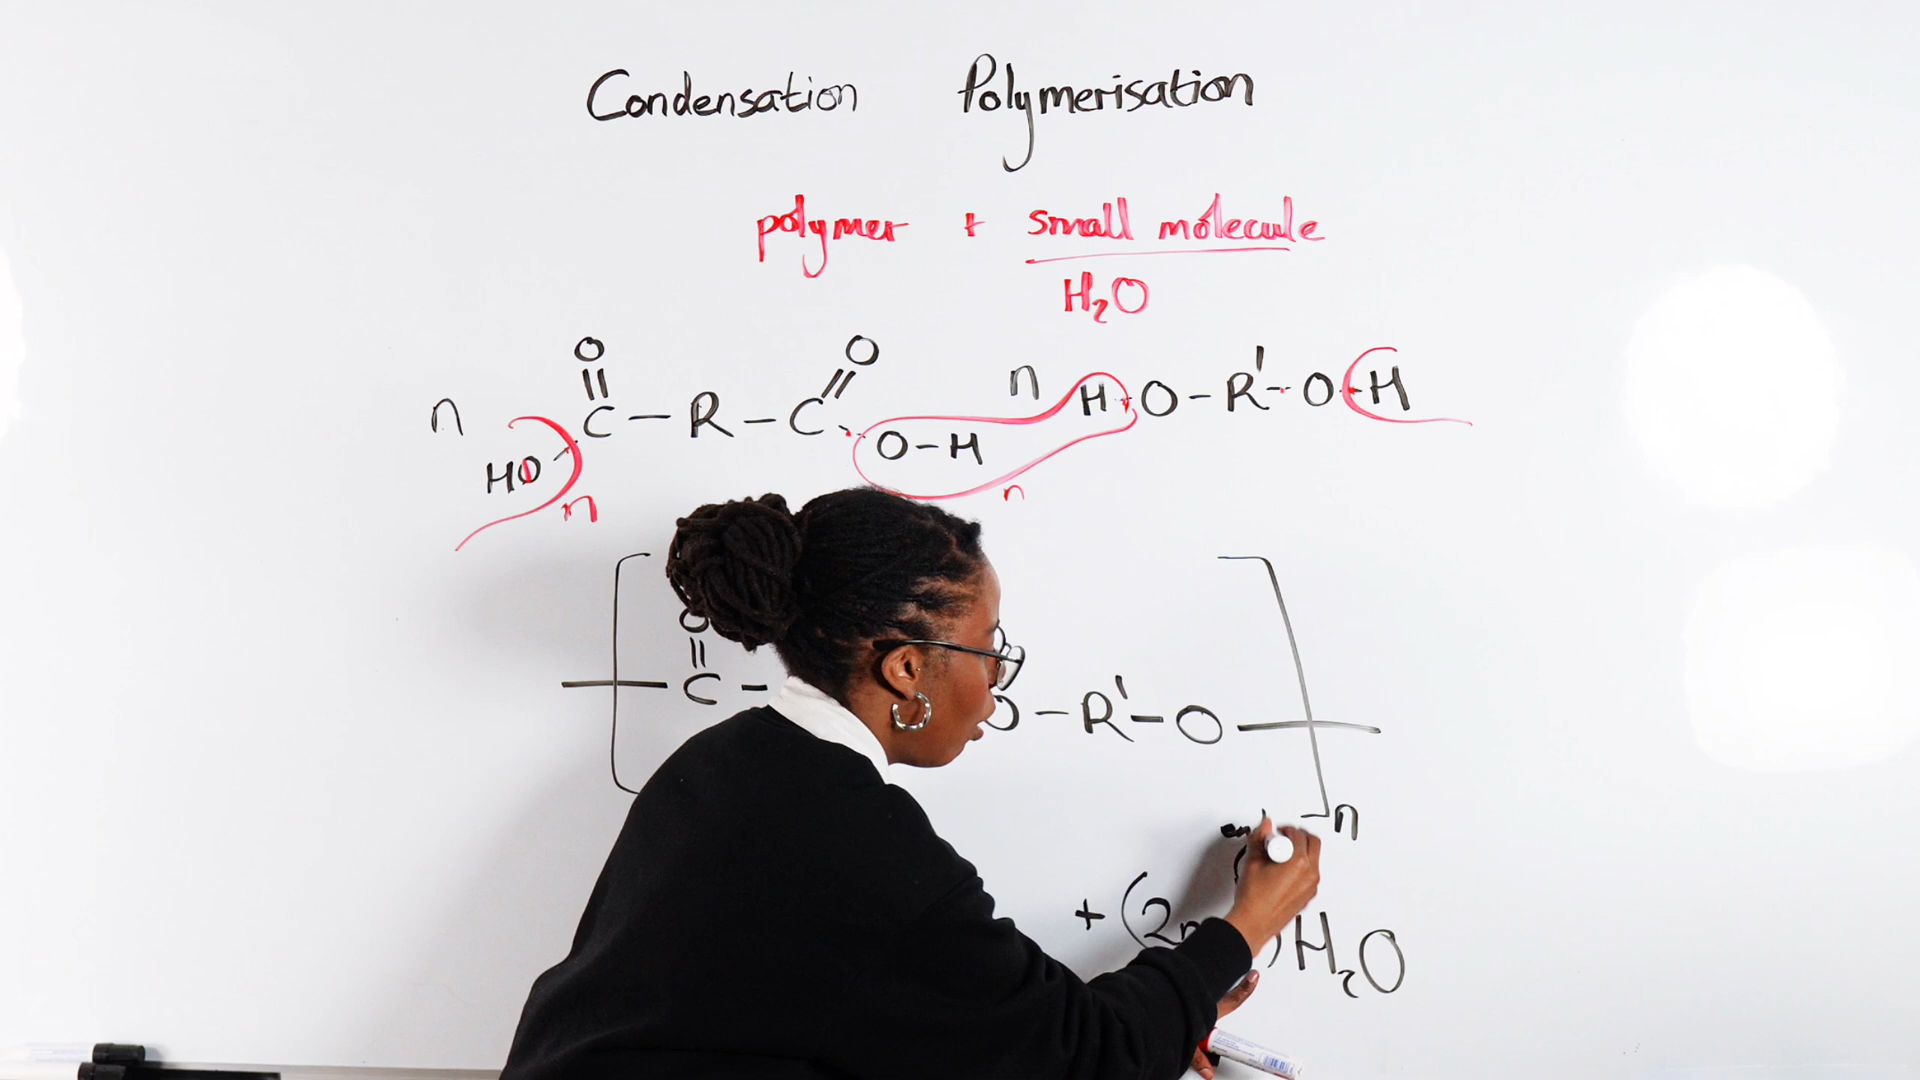 Condensation Polymerisation
polymer + small molecule
H₂O
O O
n C - R - C n H - O - R' - O - H
HO O - H
n n
O
C - O - R' - O
n
+ (2n ) H₂O